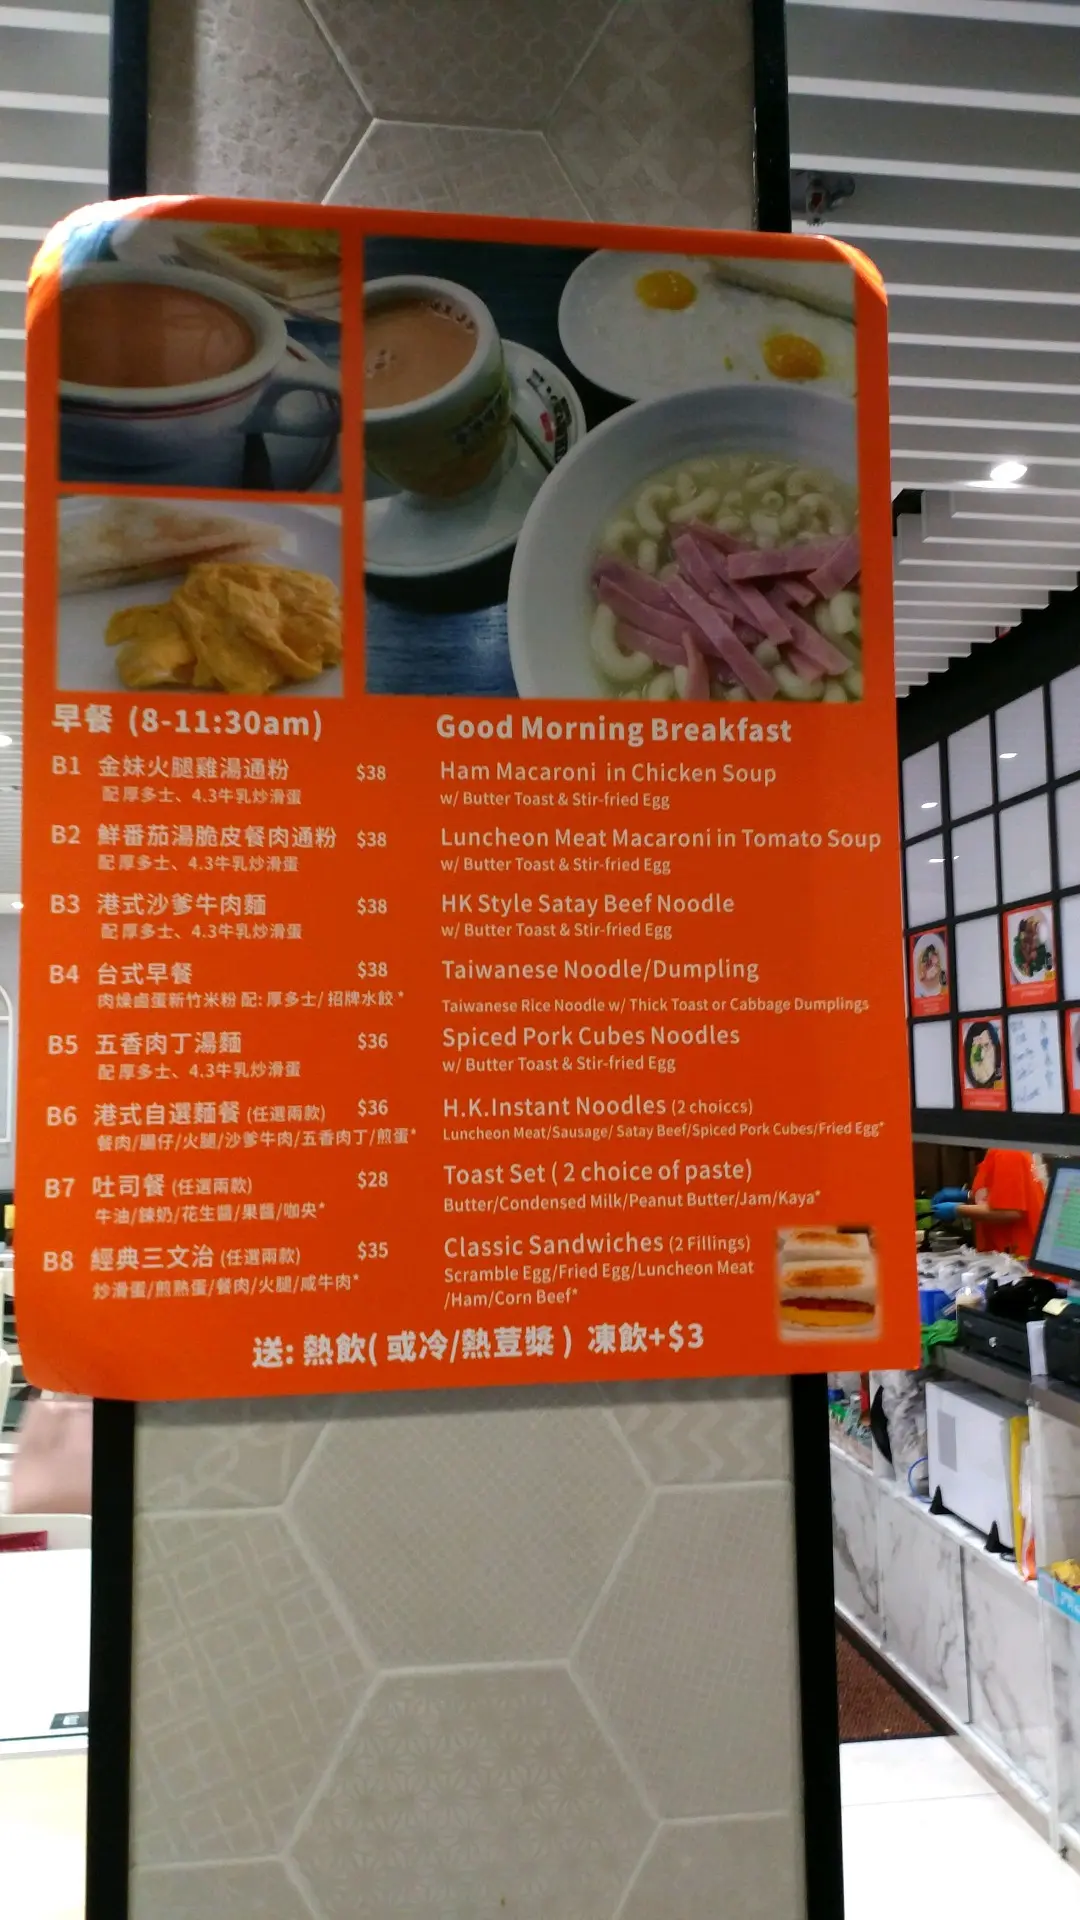 早餐 (8-11:30am) Good Morning Breakfast
B1 金妹火腿雞湯通粉 $38 Ham Macaroni in Chicken Soup
配厚多士、4.3牛乳炒滑蛋 w/ Butter Toast & Stir-fried Egg
B2 鮮番茄湯脆皮餐肉通粉 $38 Luncheon Meat Macaroni in Tomato Soup
配厚多士、4.3牛乳炒滑蛋 w/ Butter Toast & Stir-fried Egg
B3 港式沙爹牛肉麵 $38 HK Style Satay Beef Noodle
配厚多士、4.3牛乳炒滑蛋 w/ Butter Toast & Stir-fried Egg
B4 台式早餐 $38 Taiwanese Noodle/Dumpling
肉燥鹵蛋新竹米粉 配: 厚多士/ 招牌水餃 * Taiwanese Rice Noodle w/ Thick Toast or Cabbage Dumplings
B5 五香肉丁湯麵 $36 Spiced Pork Cubes Noodles
配厚多士、4.3牛乳炒滑蛋 w/ Butter Toast & Stir-fried Egg
B6 港式自選麵餐 (任選兩款) $36 H.K.Instant Noodles (2 choiccs)
餐肉/腸仔/火腿/沙爹牛肉/五香肉丁/煎蛋* Luncheon Meat/Sausage/ Satay Beef/Spiced Pork Cubes/Fried Egg*
B7 吐司餐 (任選兩款) $28 Toast Set ( 2 choice of paste)
牛油/鍊奶/花生醬/果醬/咖央* Butter/Condensed Milk/Peanut Butter/Jam/Kaya*
B8 經典三文治 (任選兩款) $35 Classic Sandwiches (2 Fillings)
炒滑蛋/煎熟蛋/餐肉/火腿/咸牛肉* Scramble Egg/Fried Egg/Luncheon Meat
/Ham/Corn Beef*
送: 熱飲( 或冷/熱荳漿 ) 凍飲+$3